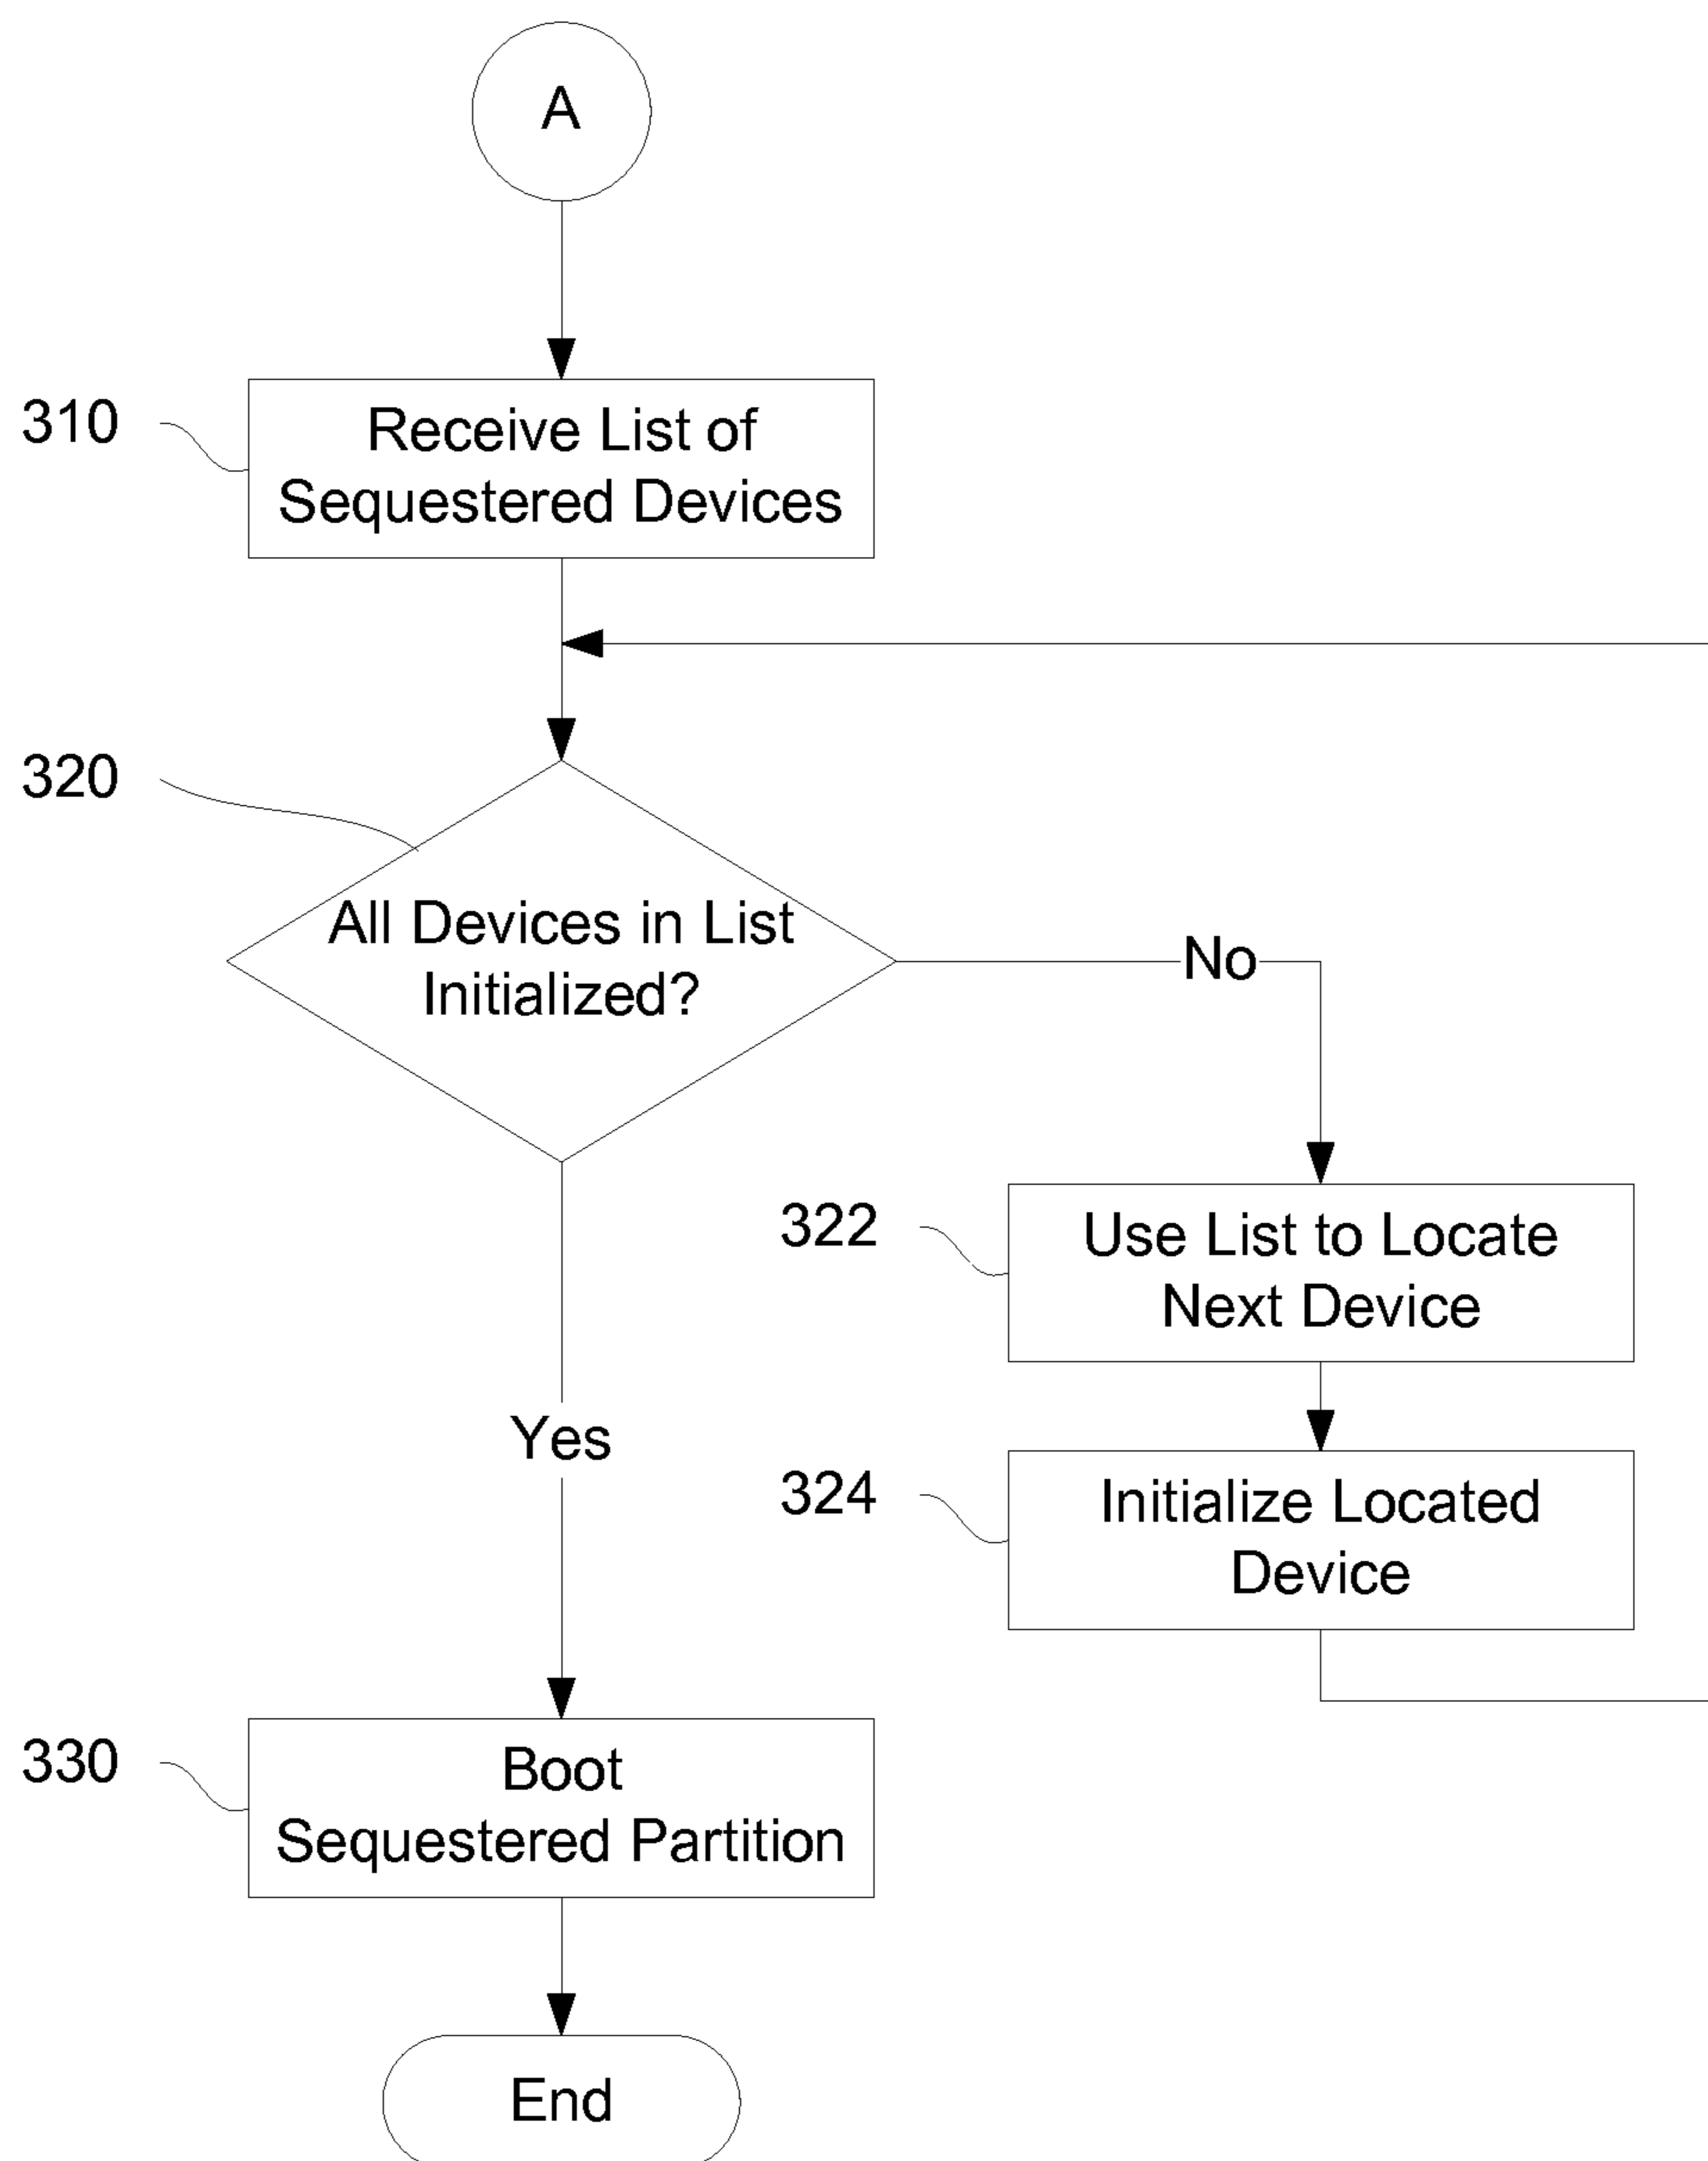 A
310
Receive List of
Sequestered Devices
320
All Devices in List
Initialized?
No
322
Use List to Locate
Next Device
Yes
324
Initialize Located
Device
330
Boot
Sequestered Partition
End